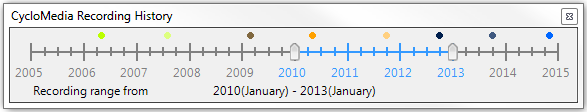 CycloMedia Recording History
2005 2006 2007 2008 2009 2010 2011 2012 2013 2014 2015
Recording range from 2010(January) - 2013(January)